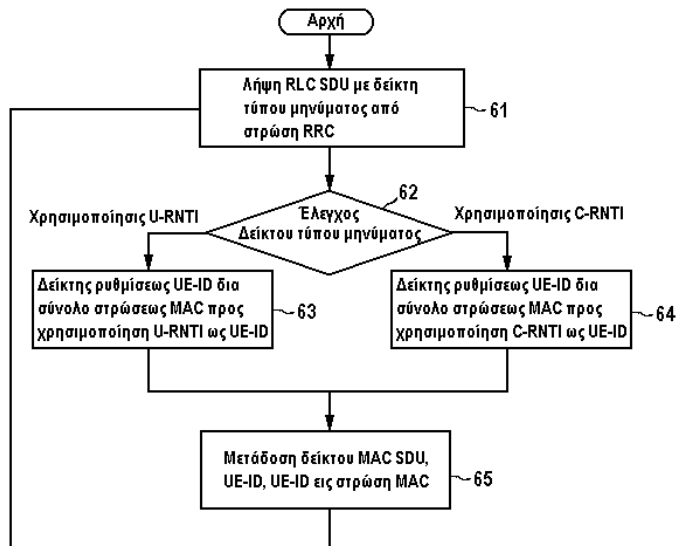 Αρχή
Λήψη RLC SDU με δείκτη
τύπου μηνύματος από
στρώση RRC
61
62
Χρησιμοποίησις U-RNTI
Έλεγχος
Δείκτου τύπου μηνύματος
Χρησιμοποίησις C-RNTI
Δείκτης ρυθμίσεως UE-ID δια
σύνολο στρώσεως MAC προς
χρησιμοποίηση U-RNTI ως UE-ID
63
Δείκτης ρυθμίσεως UE-ID δια
σύνολο στρώσεως MAC προς
χρησιμοποίηση C-RNTI ως UE-ID
64
Μετάδοση δείκτου MAC SDU,
UE-ID, UE-ID εις στρώση MAC
65